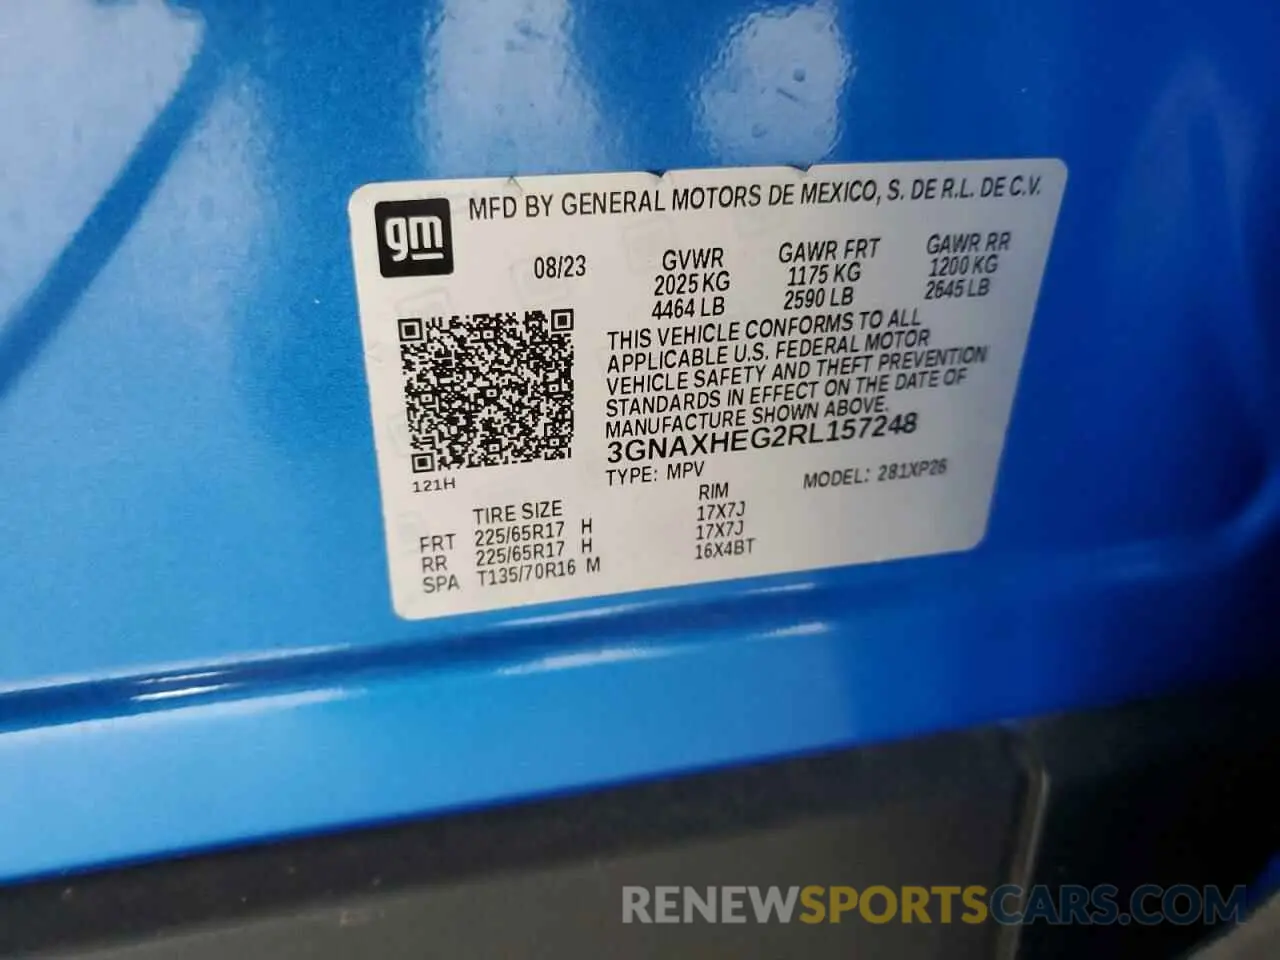 gm
MFD BY GENERAL MOTORS DE MEXICO, S. DE R.L. DE C.V.
08/23
GVWR GAWR FRT GAWR RR
2025 KG 1175 KG 1200 KG
4464 LB 2590 LB 2645 LB
THIS VEHICLE CONFORMS TO ALL
APPLICABLE U.S. FEDERAL MOTOR
VEHICLE SAFETY AND THEFT PREVENTION
STANDARDS IN EFFECT ON THE DATE OF
MANUFACTURE SHOWN ABOVE.
3GNAXHEG2RL157248
TYPE: MPV MODEL: 281XP26
121H
TIRE SIZE RIM
FRT 225/65R17 H 17X7J
RR 225/65R17 H 17X7J
SPA T135/70R16 M 16X4BT
RENEWSPORTSCARS.COM